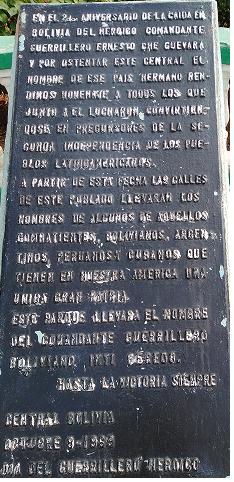 EN EL 2do ANIVERSARIO DE LA CAIDA EN
BOLIVIA DEL HEROICO COMANDANTE
GUERRILLERO ERNESTO CHE GUEVARA
Y POR OSTENTAR ESTE CENTRAL EL
NOMBRE DE ESE PAIS HERMANO REN-
DIMOS HOMENAJE A TODOS LOS QUE
JUNTO A EL LUCHARON, CONVIRTIEN-
DOSE EN PRECURSORES DE LA SE-
GUNDA INDEPENDENCIA DE LOS PUE-
BLOS LATINOAMERICANOS.
A PARTIR DE ESTA FECHA LAS CALLES
DE ESTE POBLADO LLEVARAN LOS
NOMBRES DE ALGUNOS DE AQUELLOS
COMBATIENTES, BOLIVIANOS, ARGEN-
TINOS, PERUANOS Y CUBANOS QUE
TIENEN EN NUESTRA AMERICA UNA
UNICA GRAN PATRIA.
ESTE PARQUE LLEVARA EL NOMBRE
DEL COMANDANTE GUERRILLERO
BOLIVIANO, INTI PEREDO.
HASTA LA VICTORIA SIEMPRE
CENTRAL BOLIVIA
OCTUBRE
DIA DEL GUERRILLERO HEROICO